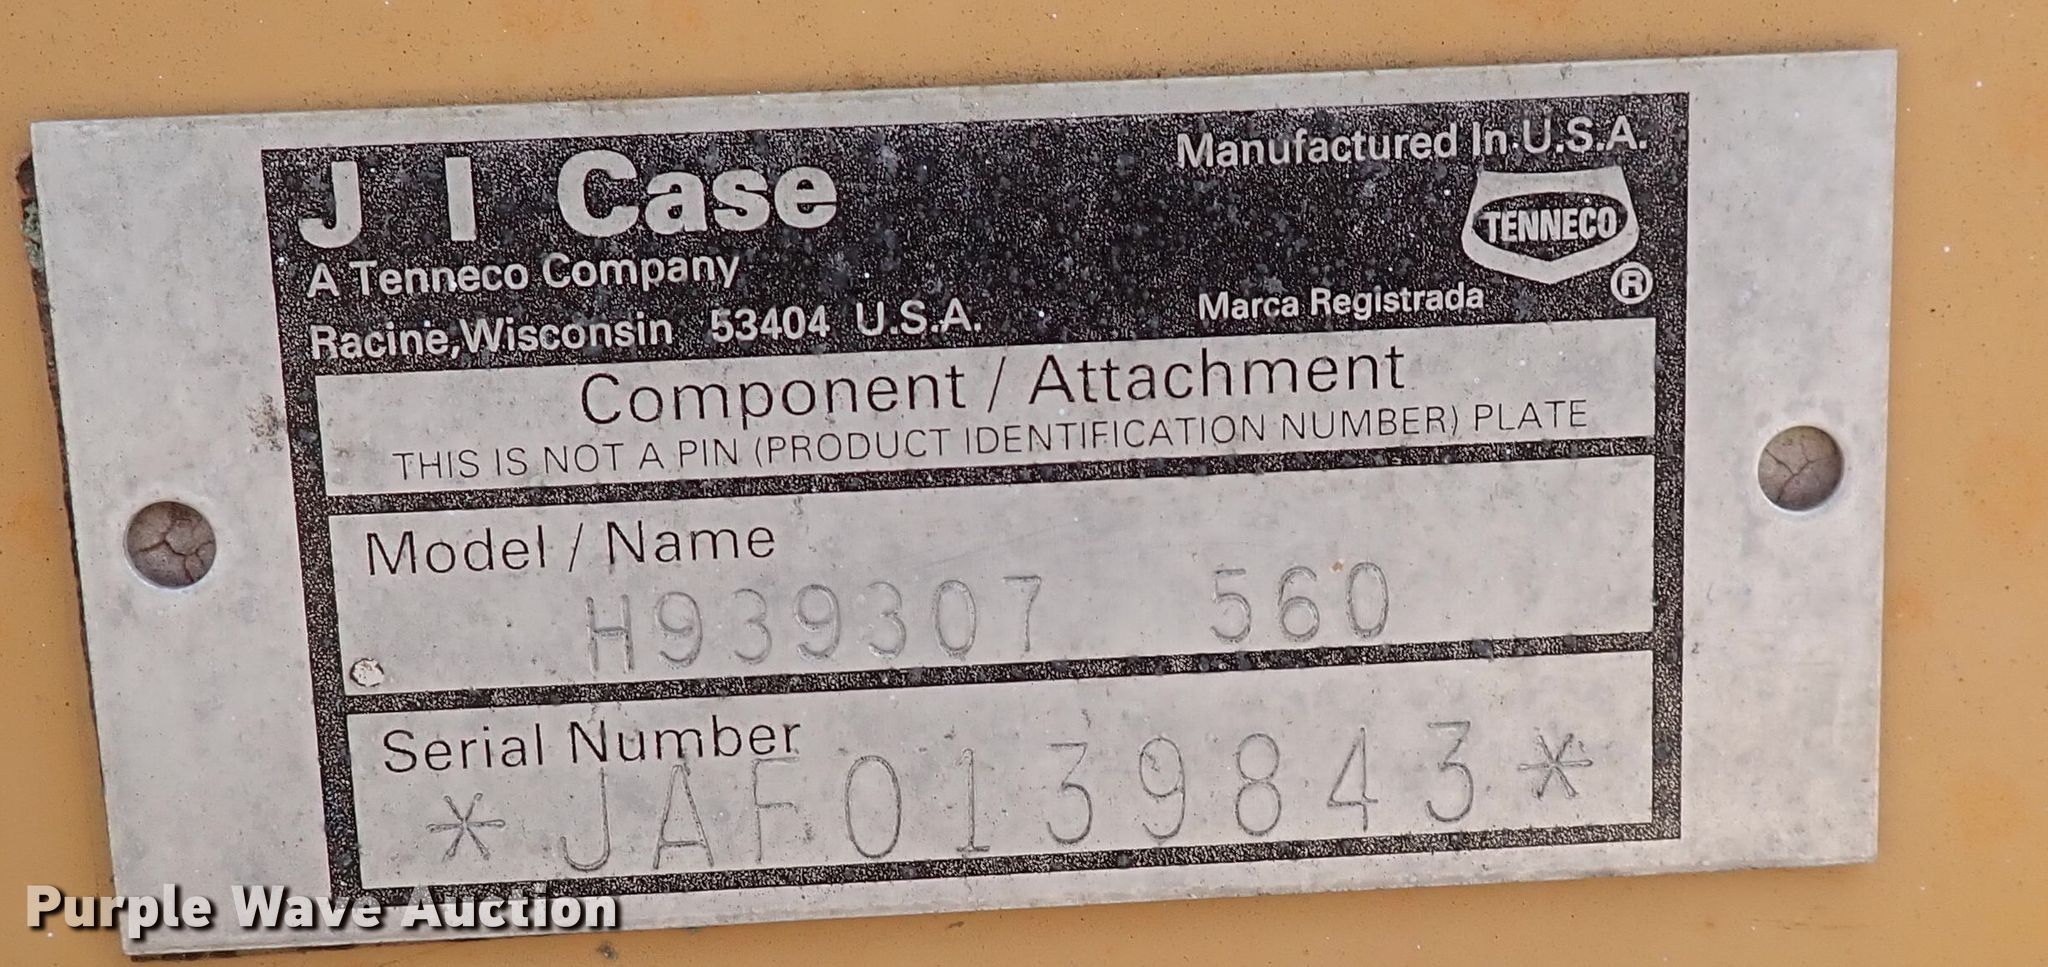 J I Case
Manufactured In U.S.A.
TENNECO
®
A Tenneco Company
Racine, Wisconsin 53404 U.S.A.
Marca Registrada
Component / Attachment
THIS IS NOT A PIN (PRODUCT IDENTIFICATION NUMBER) PLATE
Model / Name
H939307 560
Serial Number
*JAF0139843*
Purple Wave Auction